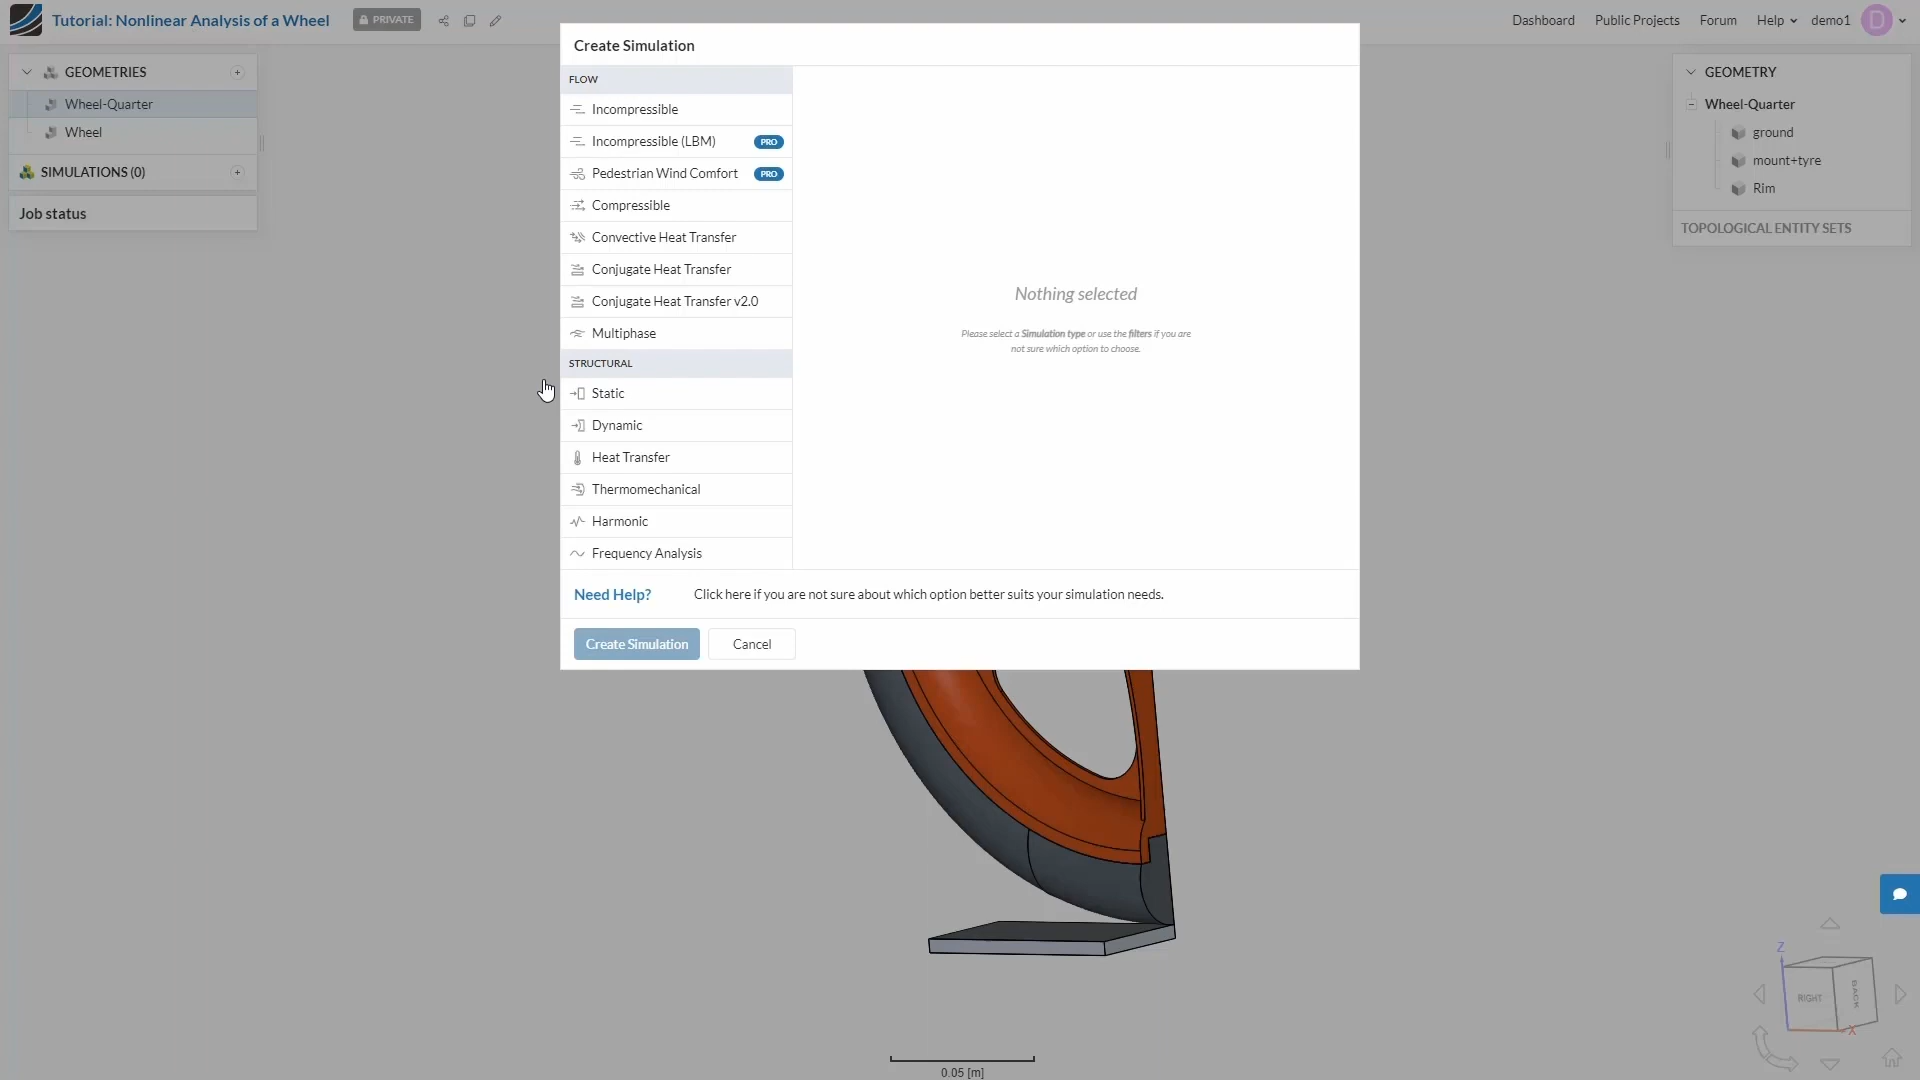 Tutorial: Nonlinear Analysis of a Wheel
PRIVATE
Dashboard
Public Projects
Forum
Help
demo1
D
GEOMETRIES
Wheel-Quarter
Wheel
SIMULATIONS (0)
Job status
Create Simulation
FLOW
Incompressible
Incompressible (LBM) PRO
Pedestrian Wind Comfort PRO
Compressible
Convective Heat Transfer
Conjugate Heat Transfer
Conjugate Heat Transfer v2.0
Multiphase
STRUCTURAL
Static
Dynamic
Heat Transfer
Thermomechanical
Harmonic
Frequency Analysis
Nothing selected
Please select a Simulation type or use the filters if you are
not sure which option to choose.
Need Help? Click here if you are not sure about which option better suits your simulation needs.
Create Simulation
Cancel
GEOMETRY
Wheel-Quarter
ground
mount+tyre
Rim
TOPOLOGICAL ENTITY SETS
Z
RIGHT
BACK
X
0.05 [m]